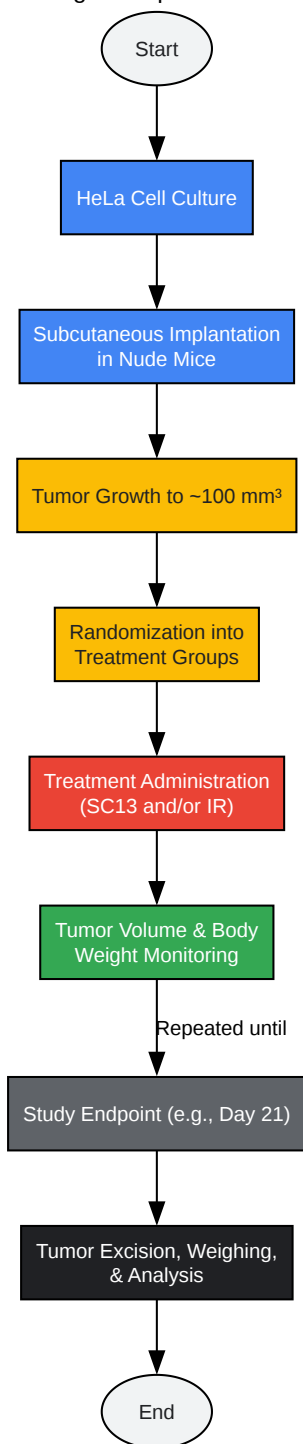 Start
HeLa Cell Culture
Subcutaneous Implantation
in Nude Mice
Tumor Growth to ~100 mm³
Randomization into
Treatment Groups
Treatment Administration
(SC13 and/or IR)
Tumor Volume & Body
Weight Monitoring
Repeated until
Study Endpoint (e.g., Day 21)
Tumor Excision, Weighing,
& Analysis
End